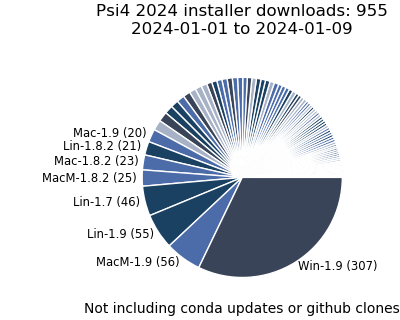 Psi4 2024 installer downloads: 955
2024-01-01 to 2024-01-09
Mac-1.9 (20)
Lin-1.8.2 (21)
Mac-1.8.2 (23)
MacM-1.8.2 (25)
Lin-1.7 (46)
Lin-1.9 (55)
MacM-1.9 (56)
Win-1.9 (307)
Not including conda updates or github clones